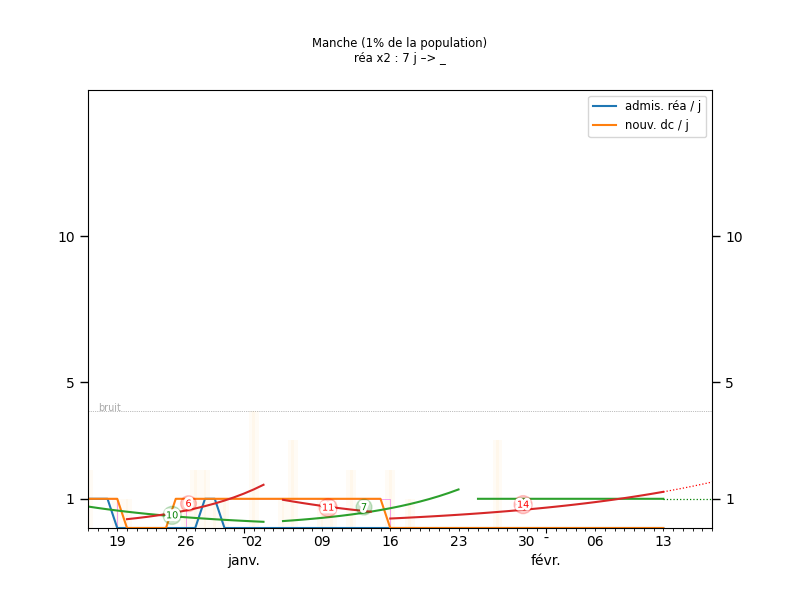 Manche (1% de la population)
réa x2 : 7 j –> _
admis. réa / j
nouv. dc / j
10 10
5 5
bruit
1 1
6
10
11
7
14
19 26 02 09 16 23 30 06 13
janv. févr.